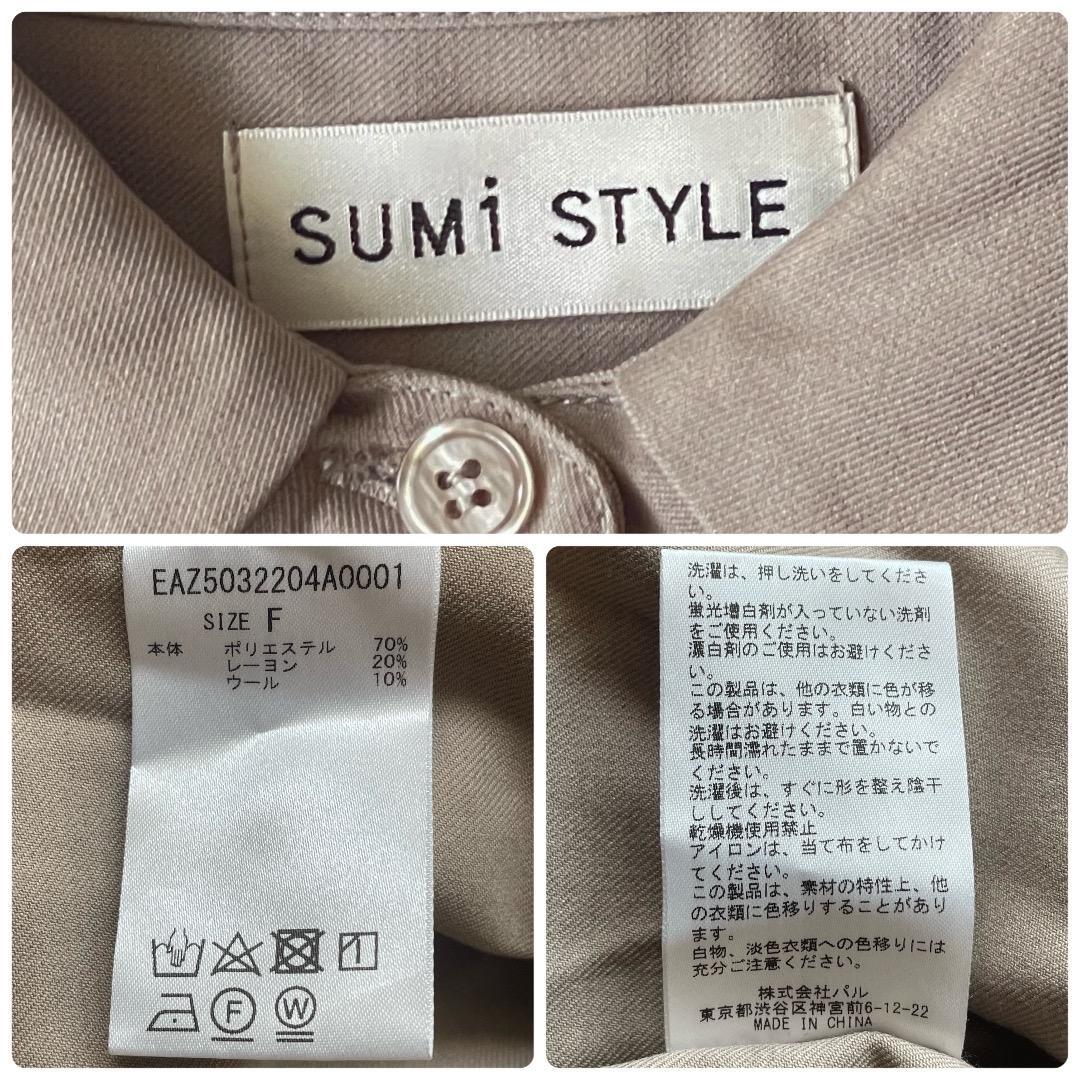 SUMi STYLE
EAZ5032204A0001
SIZE F
本体 ポリエステル 70%
レーヨン 20%
ウール 10%
F W
洗濯は、押し洗いをしてくださ
い。
蛍光増白剤が入っていない洗剤
をご使用ください。
漂白剤のご使用はお避けくださ
い。
この製品は、他の衣類に色が移
る場合があります。白い物との
洗濯はお避けください。
長時間濡れたままで置かないで
ください。
洗濯後は、すぐに形を整え陰干
ししてください。
乾燥機使用禁止
アイロンは、当て布をしてかけ
てください。
この製品は、素材の特性上、他
の衣類に色移りすることがあり
ます。
白物、淡色衣類への色移りには
充分ご注意ください。
株式会社パル
東京都渋谷区神宮前6-12-22
MADE IN CHINA